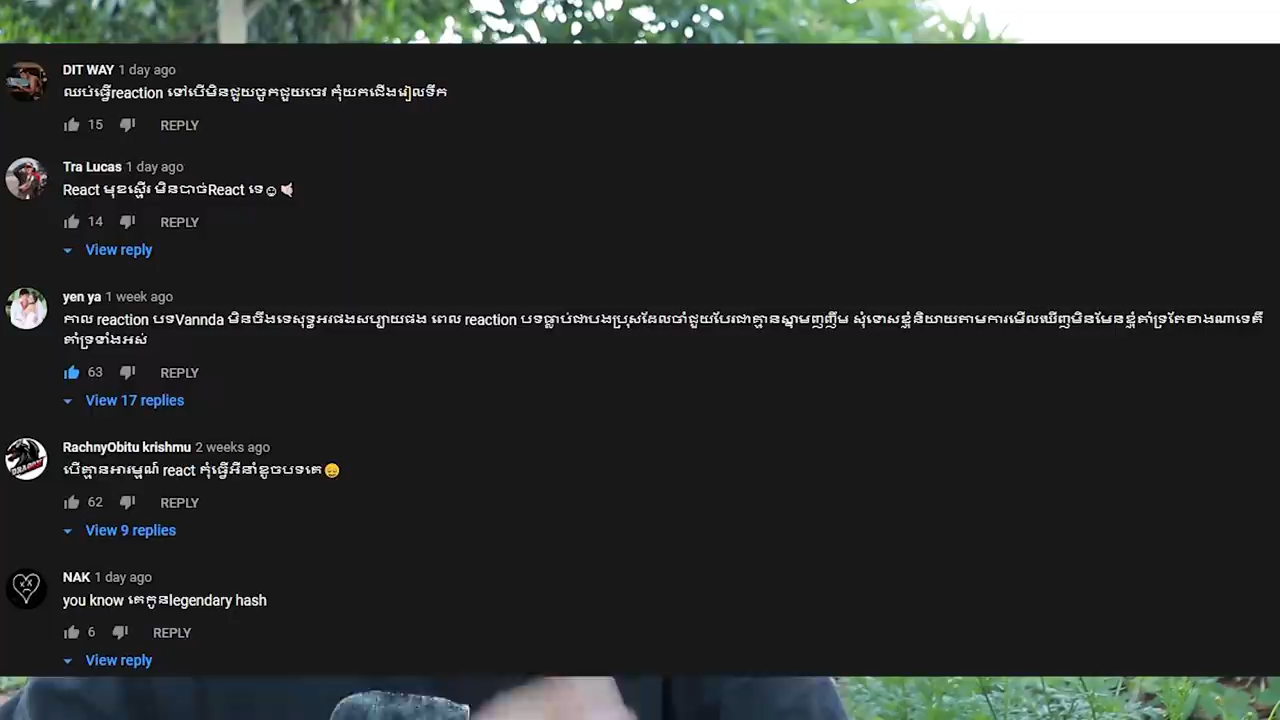 DIT WAY 1 day ago
ឈប់ធ្វើreaction ទៅបើមិនជួយចូកជួយចេវ កុំយកជើងរៀលទឹក
15 REPLY
Tra Lucas 1 day ago
React មុខស្មើរ មិនបាច់React ទេ☺🤙🏻
14 REPLY
View reply
yen ya 1 week ago
កាល reaction បទVannda មិនចឹងទេសុទ្ធអរផងសប្បាយផង ពេល reaction បទធ្លាប់ជាបងប្រុសដែលចាំជួយបែរជាគ្មានស្នាមញញឹម សុំទោសខ្ញុំនិយាយតាមការមើលឃើញមិនមែនខ្ញុំគាំទ្រតែខាងណាទេគឺ
គាំទ្រទាំងអស់
63 REPLY
View 17 replies
RachnyObitu krishmu 2 weeks ago
បើគ្មានអារម្មណ៍ react កុំធ្វើអីនាំខូចបទគេ😞
62 REPLY
View 9 replies
NAK 1 day ago
you know គេកូនlegendary hash
6 REPLY
View reply